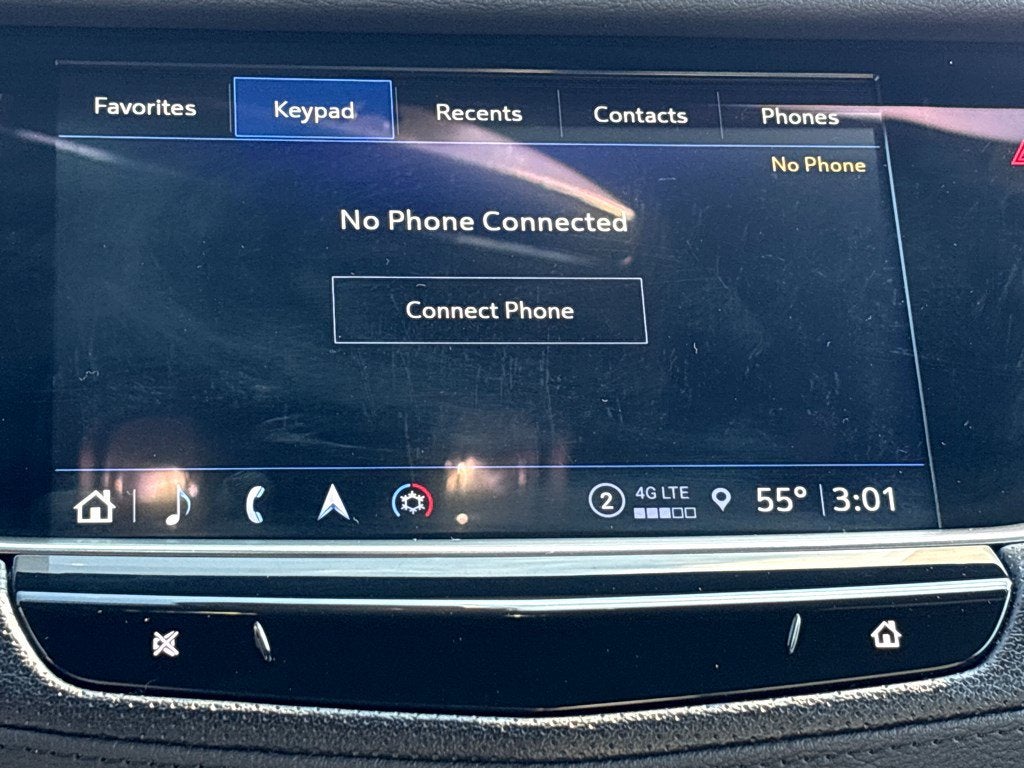 Favorites Keypad Recents Contacts Phones
No Phone
No Phone Connected
Connect Phone
2 4G LTE 55° 3:01